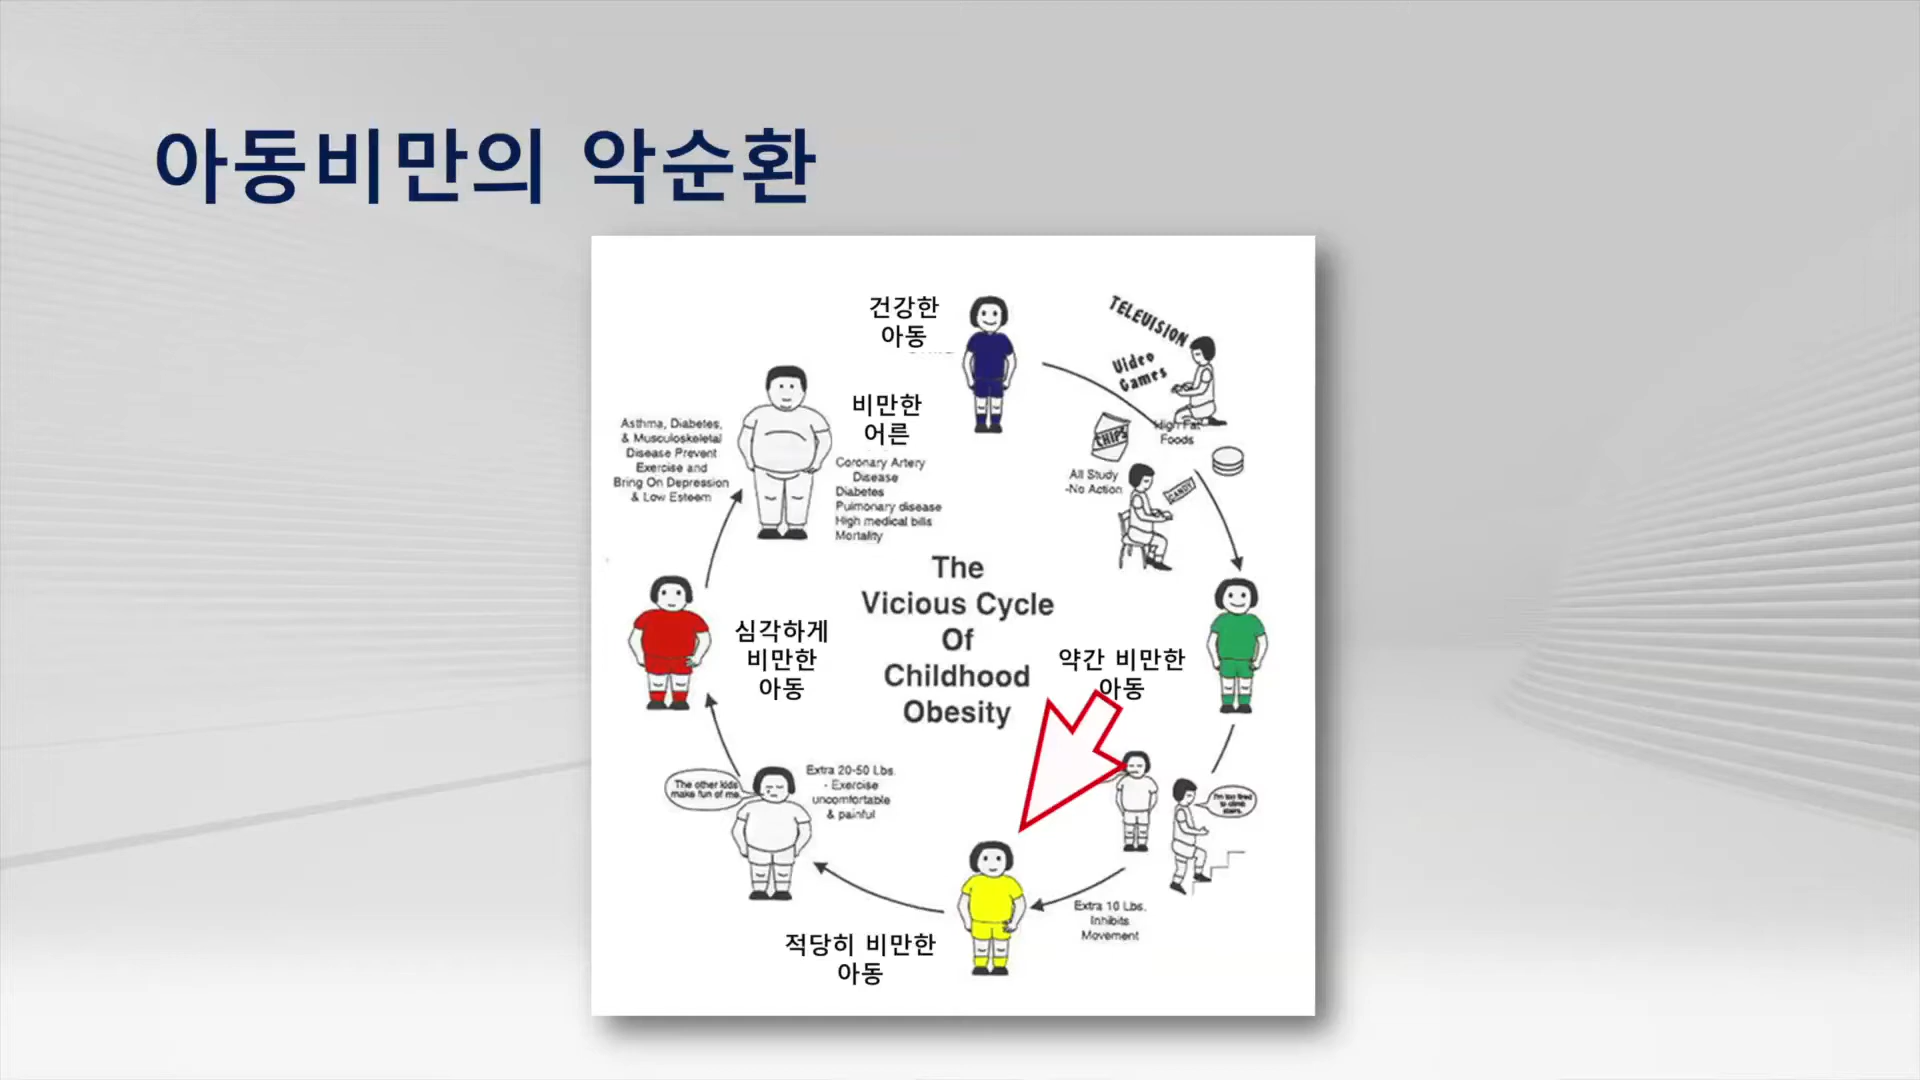 아동비만의 악순환
건강한
아동
TELEVISION
Video
Games
High Fat
Foods
CHIPS
All Study
-No Action
CANDY
비만한
어른
Asthma, Diabetes,
& Musculoskeletal
Disease Prevent
Exercise and
Bring On Depression
& Low Esteem
Coronary Artery
Disease
Diabetes
Pulmonary disease
High medical bills
Mortality
The
Vicious Cycle
Of
Childhood
Obesity
심각하게
비만한
아동
약간 비만한
아동
The other kids
make fun of me.
Extra 20-50 Lbs.
- Exercise
uncomfortable
& painful
I'm too tired
to climb
stairs.
Extra 10 Lbs.
Inhibits
Movement
적당히 비만한
아동